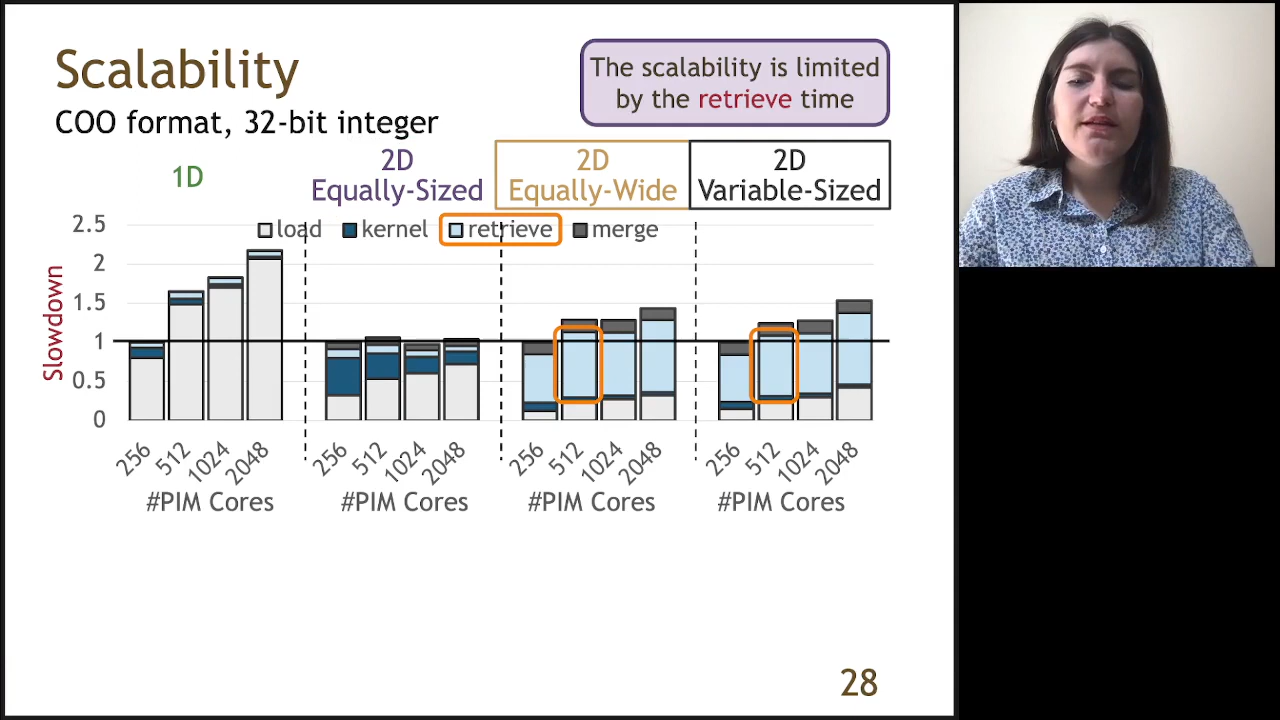 Scalability
COO format, 32-bit integer
The scalability is limited
by the retrieve time
1D
2D
Equally-Sized
2D
Equally-Wide
2D
Variable-Sized
load kernel retrieve merge
Slowdown
2.5
2
1.5
1
0.5
0
256 512 1024 2048
256 512 1024 2048
256 512 1024 2048
256 512 1024 2048
#PIM Cores
#PIM Cores
#PIM Cores
#PIM Cores
28